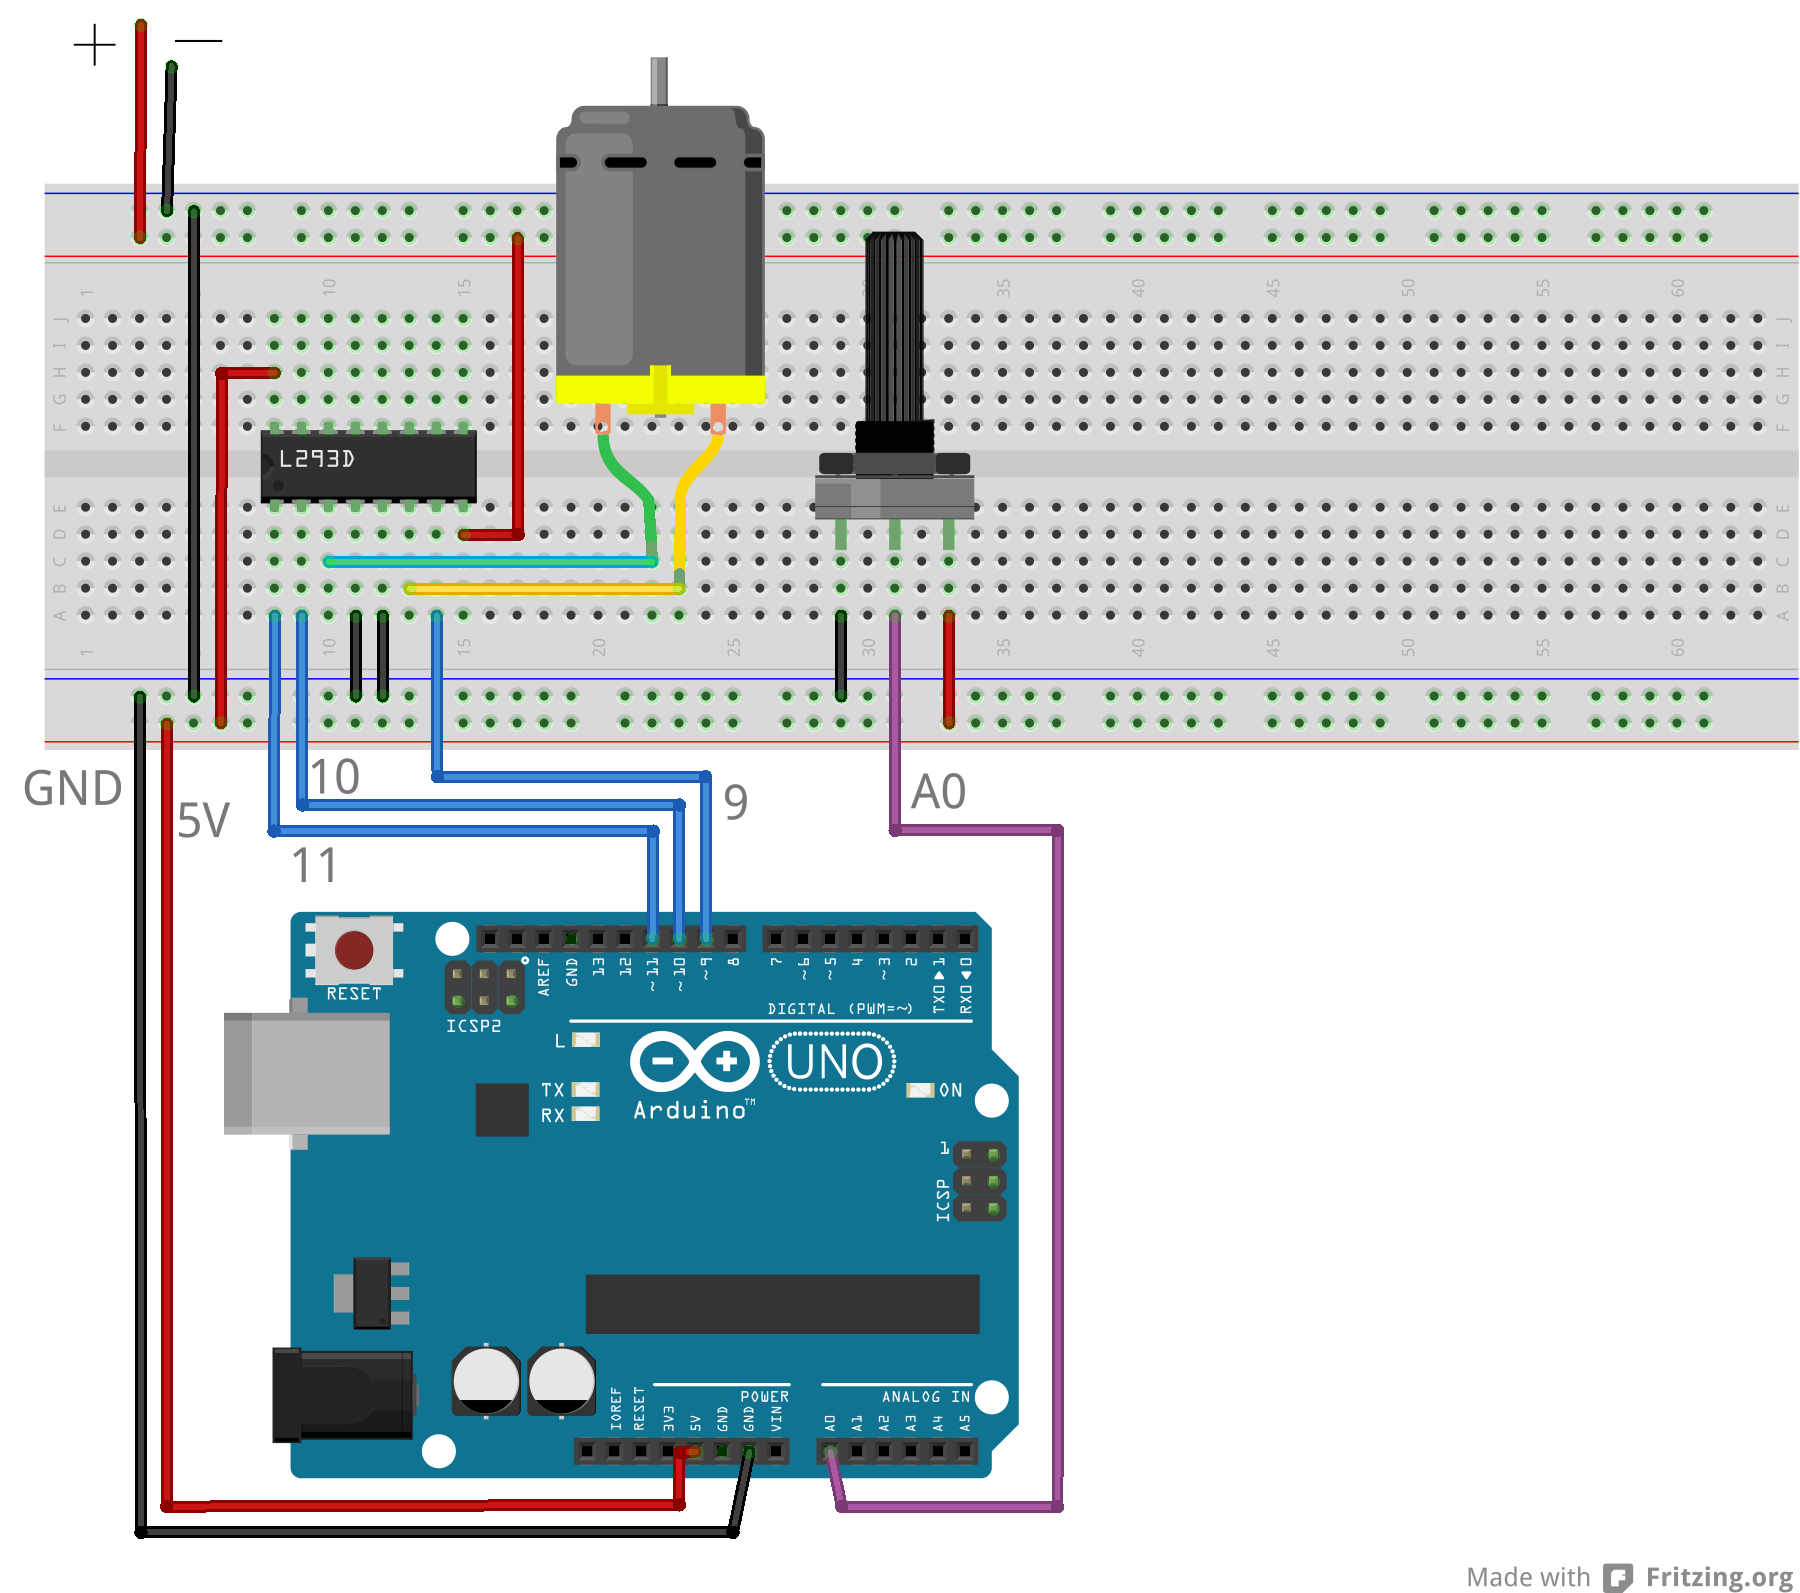 + −
1 10 15 30 35 40 45 50 55 60
J J
I I
H H
G G
F F
L293D
E E
D D
C C
B B
A A
1 10 15 20 25 30 35 40 45 50 55 60
GND
5V
10
11
9
A0
RESET
ICSP2
AREF
GND
13
12
~11
~10
~9
8
7
~6
~5
4
~3
2
TX0▶1
RX0◀0
DIGITAL (PWM=~)
L
TX
RX
UNO
Arduino™
ON
1
ICSP
IOREF
RESET
3V3
5V
GND
GND
VIN
POWER
ANALOG IN
A0
A1
A2
A3
A4
A5
Made with Fritzing.org